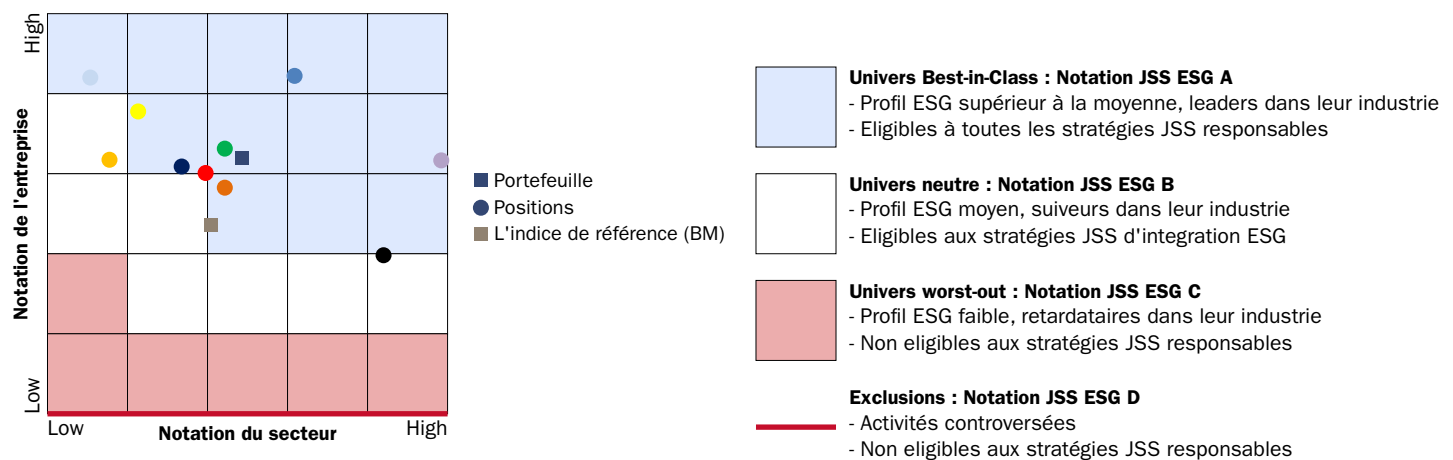 High
Notation de l'entreprise
Low
Low
Notation du secteur
High
Portefeuille
Positions
L'indice de référence (BM)
Univers Best-in-Class : Notation JSS ESG A
- Profil ESG supérieur à la moyenne, leaders dans leur industrie
- Eligibles à toutes les stratégies JSS responsables
Univers neutre : Notation JSS ESG B
- Profil ESG moyen, suiveurs dans leur industrie
- Eligibles aux stratégies JSS d'integration ESG
Univers worst-out : Notation JSS ESG C
- Profil ESG faible, retardataires dans leur industrie
- Non eligibles aux stratégies JSS responsables
Exclusions : Notation JSS ESG D
- Activités controversées
- Non eligibles aux stratégies JSS responsables